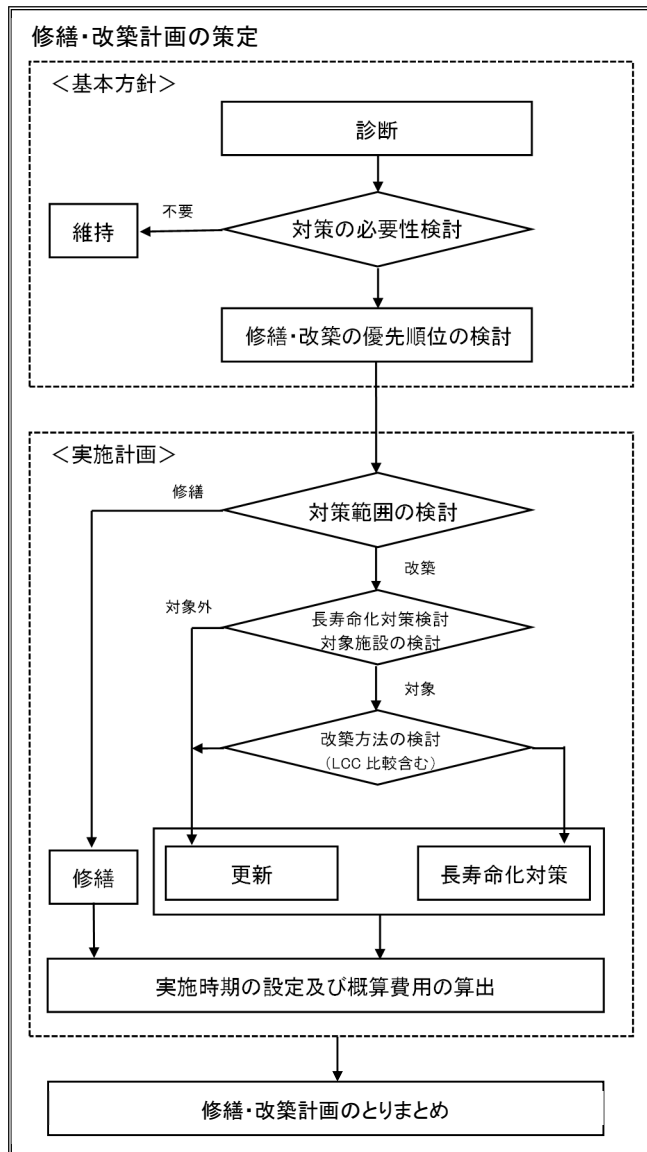 修繕・改築計画の策定
＜基本方針＞
診断
不要
維持
対策の必要性検討
修繕・改築の優先順位の検討
＜実施計画＞
修繕
対策範囲の検討
改築
対象外
長寿命化対策検討
対象施設の検討
対象
改築方法の検討
（LCC 比較含む）
修繕
更新
長寿命化対策
実施時期の設定及び概算費用の算出
修繕・改築計画のとりまとめ